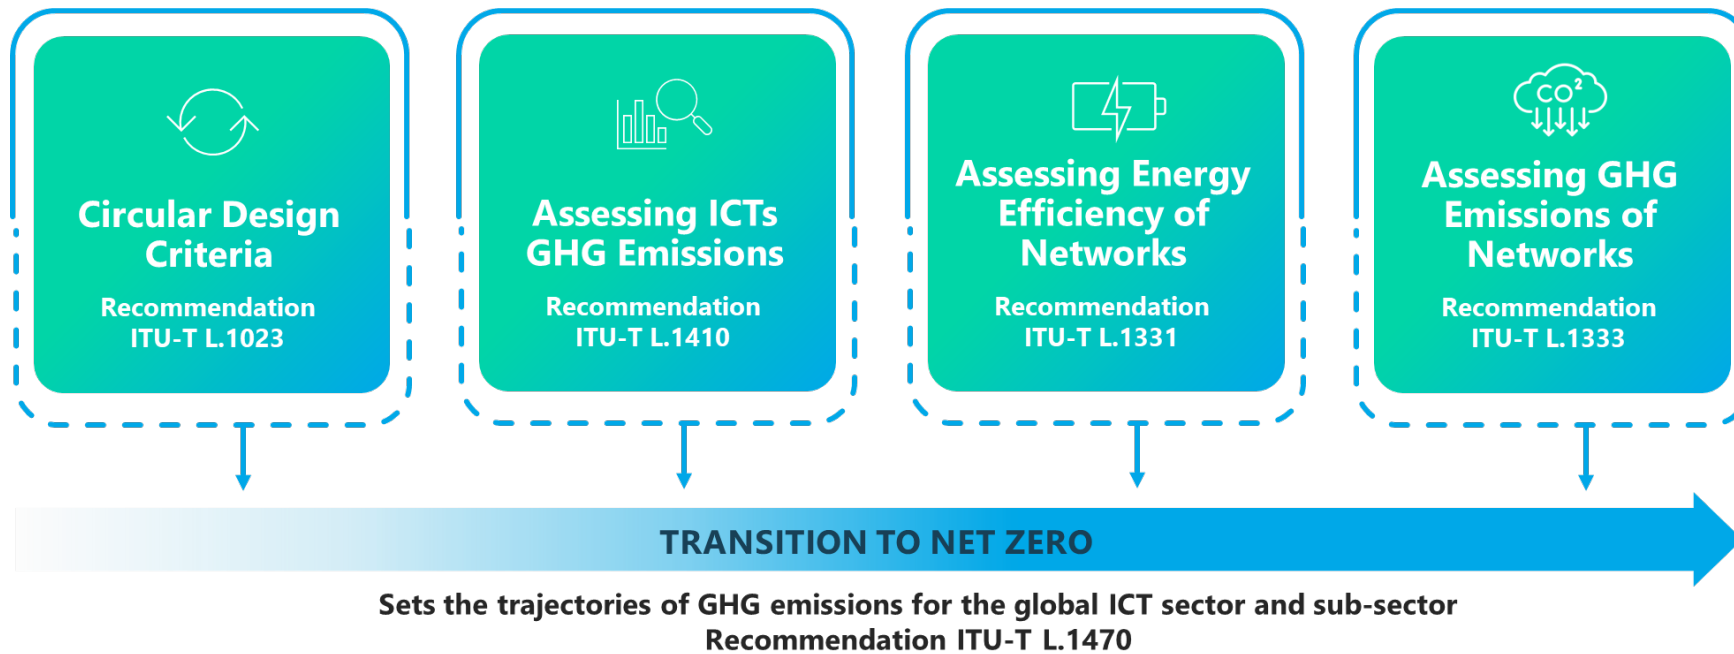 Circular Design
Criteria
Recommendation
ITU-T L.1023
Assessing ICTs
GHG Emissions
Recommendation
ITU-T L.1410
Assessing Energy
Efficiency of
Networks
Recommendation
ITU-T L.1331
CO²
Assessing GHG
Emissions of
Networks
Recommendation
ITU-T L.1333
TRANSITION TO NET ZERO
Sets the trajectories of GHG emissions for the global ICT sector and sub-sector
Recommendation ITU-T L.1470